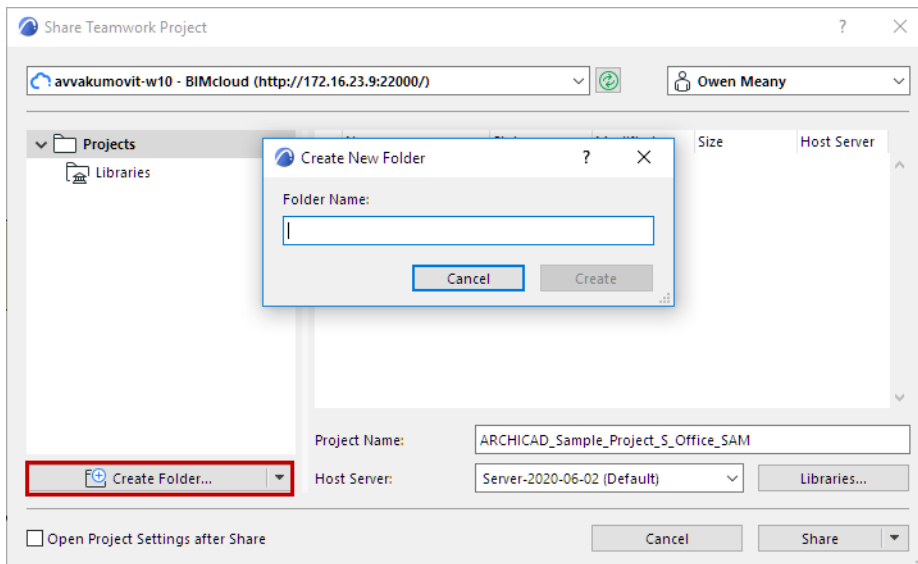 Share Teamwork Project
avvakumovit-w10 - BIMcloud (http://172.16.23.9:22000/)
Owen Meany
Projects
Libraries
Size
Host Server
Create New Folder
Folder Name:
Cancel
Create
Project Name:
ARCHICAD_Sample_Project_S_Office_SAM
Create Folder...
Host Server:
Server-2020-06-02 (Default)
Libraries...
Open Project Settings after Share
Cancel
Share